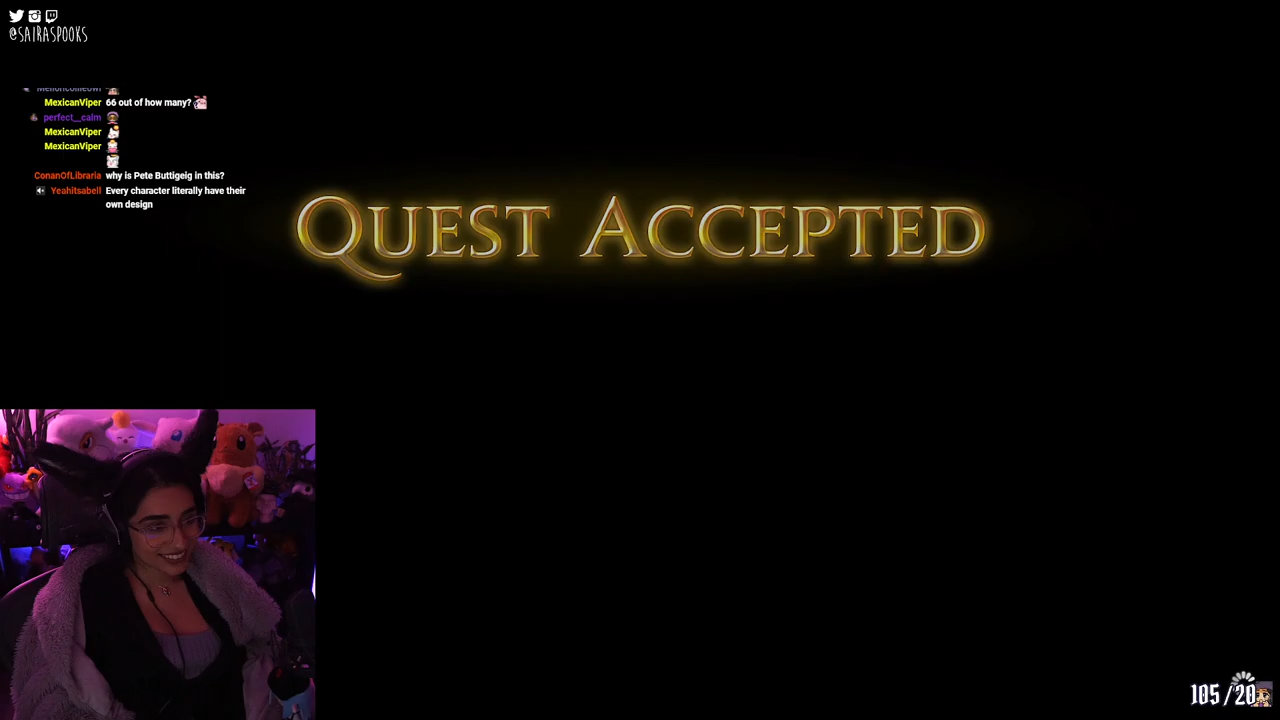 @SAIRASPOOKS
MexicanViper 66 out of how many?
perfect__calm
MexicanViper
MexicanViper
ConanOfLibraria why is Pete Buttigeig in this?
Yeahitsabell Every character literally have their
own design
QUEST ACCEPTED
105/20